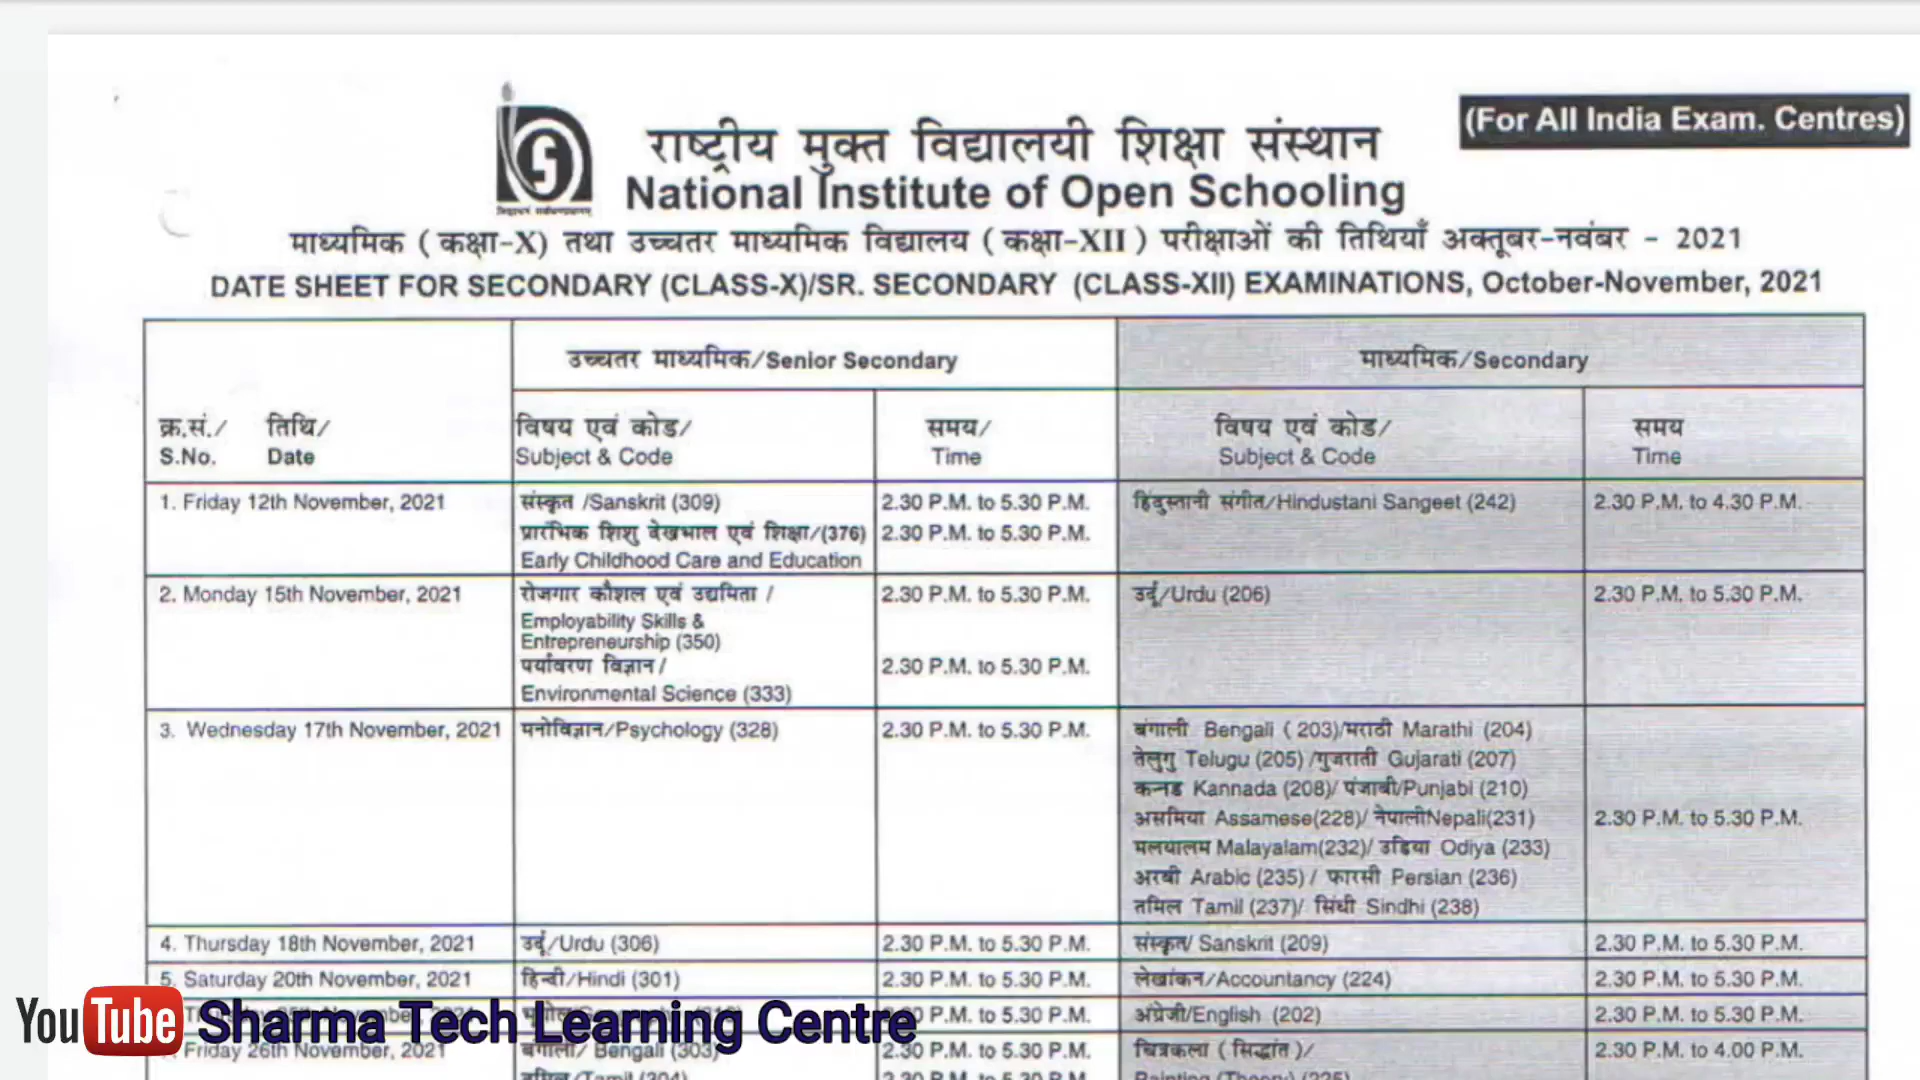 (For All India Exam. Centres)
राष्ट्रीय मुक्त विद्यालयी शिक्षा संस्थान
National Institute of Open Schooling
माध्यमिक ( कक्षा-X) तथा उच्चतर माध्यमिक विद्यालय ( कक्षा-XII ) परीक्षाओं की तिथियाँ अक्तूबर-नवंबर - 2021
DATE SHEET FOR SECONDARY (CLASS-X)/SR. SECONDARY (CLASS-XII) EXAMINATIONS, October-November, 2021
उच्चतर माध्यमिक/Senior Secondary माध्यमिक/Secondary
क्र.सं./ तिथि/ विषय एवं कोड/ समय/ विषय एवं कोड/ समय
S.No. Date Subject & Code Time Subject & Code Time
1. Friday 12th November, 2021 संस्कृत /Sanskrit (309) 2.30 P.M. to 5.30 P.M. हिंदुस्तानी संगीत/Hindustani Sangeet (242) 2.30 P.M. to 4.30 P.M.
प्रारंभिक शिशु देखभाल एवं शिक्षा/(376) 2.30 P.M. to 5.30 P.M.
Early Childhood Care and Education
2. Monday 15th November, 2021 रोजगार कौशल एवं उद्यमिता / 2.30 P.M. to 5.30 P.M. उर्दू/Urdu (206) 2.30 P.M. to 5.30 P.M.
Employability Skills &
Entrepreneurship (350)
पर्यावरण विज्ञान/ 2.30 P.M. to 5.30 P.M.
Environmental Science (333)
3. Wednesday 17th November, 2021 मनोविज्ञान/Psychology (328) 2.30 P.M. to 5.30 P.M. बंगाली Bengali ( 203)/मराठी Marathi (204)
तेलुगु Telugu (205) /गुजराती Gujarati (207)
कन्नड Kannada (208)/ पंजाबी/Punjabi (210)
असमिया Assamese(228)/ नेपालीNepali(231) 2.30 P.M. to 5.30 P.M.
मलयालम Malayalam(232)/ उडिया Odiya (233)
अरबी Arabic (235) / फारसी Persian (236)
तमिल Tamil (237)/ सिंधी Sindhi (238)
4. Thursday 18th November, 2021 उर्दू/Urdu (306) 2.30 P.M. to 5.30 P.M. संस्कृत/ Sanskrit (209) 2.30 P.M. to 5.30 P.M.
5. Saturday 20th November, 2021 हिन्दी/Hindi (301) 2.30 P.M. to 5.30 P.M. लेखांकन/Accountancy (224) 2.30 P.M. to 5.30 P.M.
2.30 P.M. to 5.30 P.M. अंग्रेजी/English (202) 2.30 P.M. to 5.30 P.M.
YouTube Sharma Tech Learning Centre
Friday 26th November, 2021 बंगाली/ Bengali (303) 2.30 P.M. to 5.30 P.M. चित्रकला ( सिद्धांत )/ 2.30 P.M. to 4.00 P.M.
तमिल/Tamil (304) 2.30 P.M. to 5.30 P.M. Painting (Theory) (225)